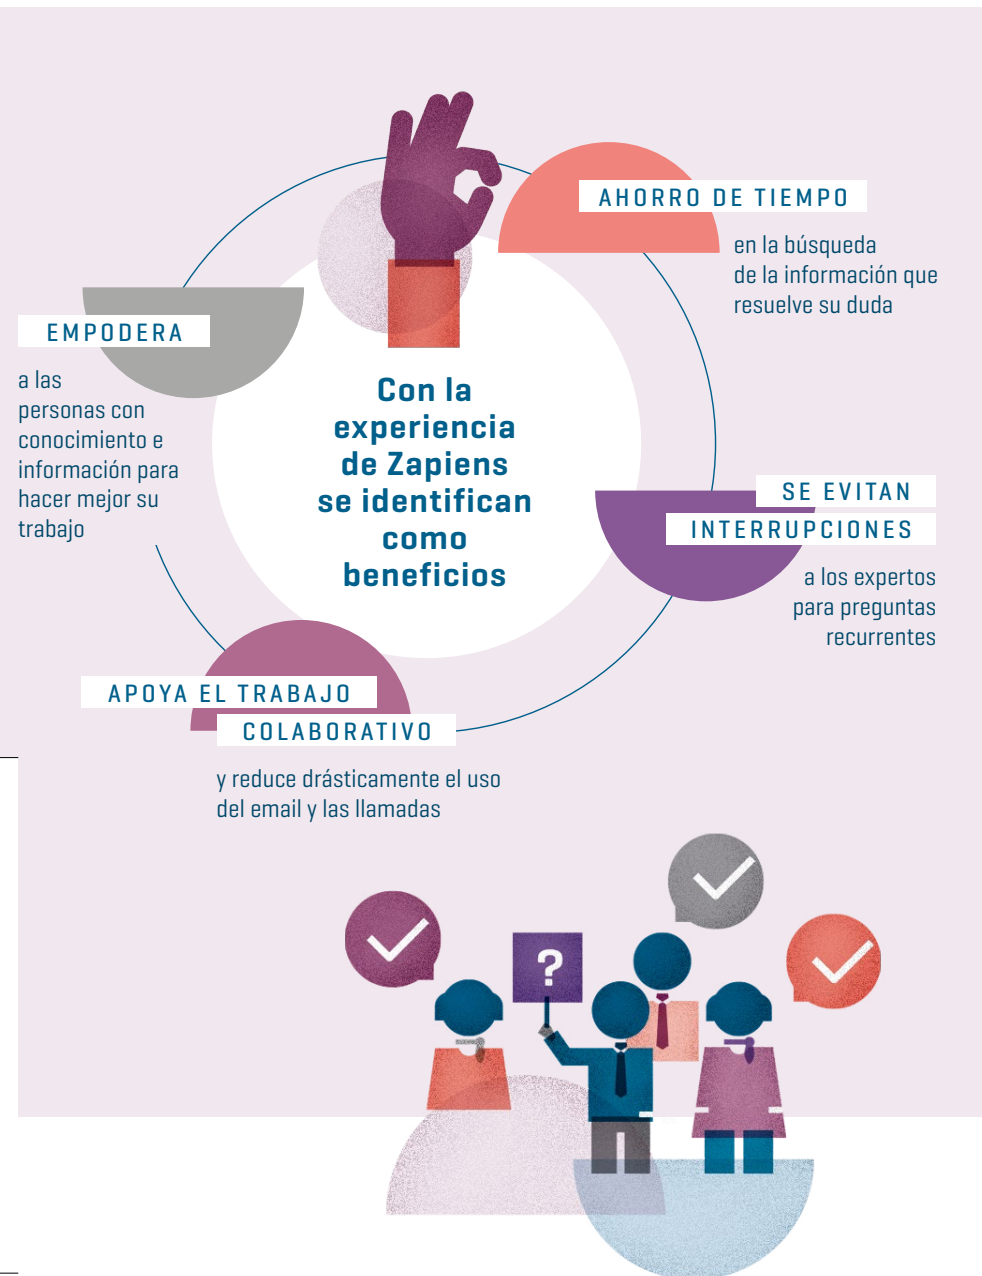 Con la
experiencia
de Zapiens
se identifican
como
beneficios
AHORRO DE TIEMPO
en la búsqueda
de la información que
resuelve su duda
SE EVITAN
INTERRUPCIONES
a los expertos
para preguntas
recurrentes
APOYA EL TRABAJO
COLABORATIVO
y reduce drásticamente el uso
del email y las llamadas
EMPODERA
a las
personas con
conocimiento e
información para
hacer mejor su
trabajo
?